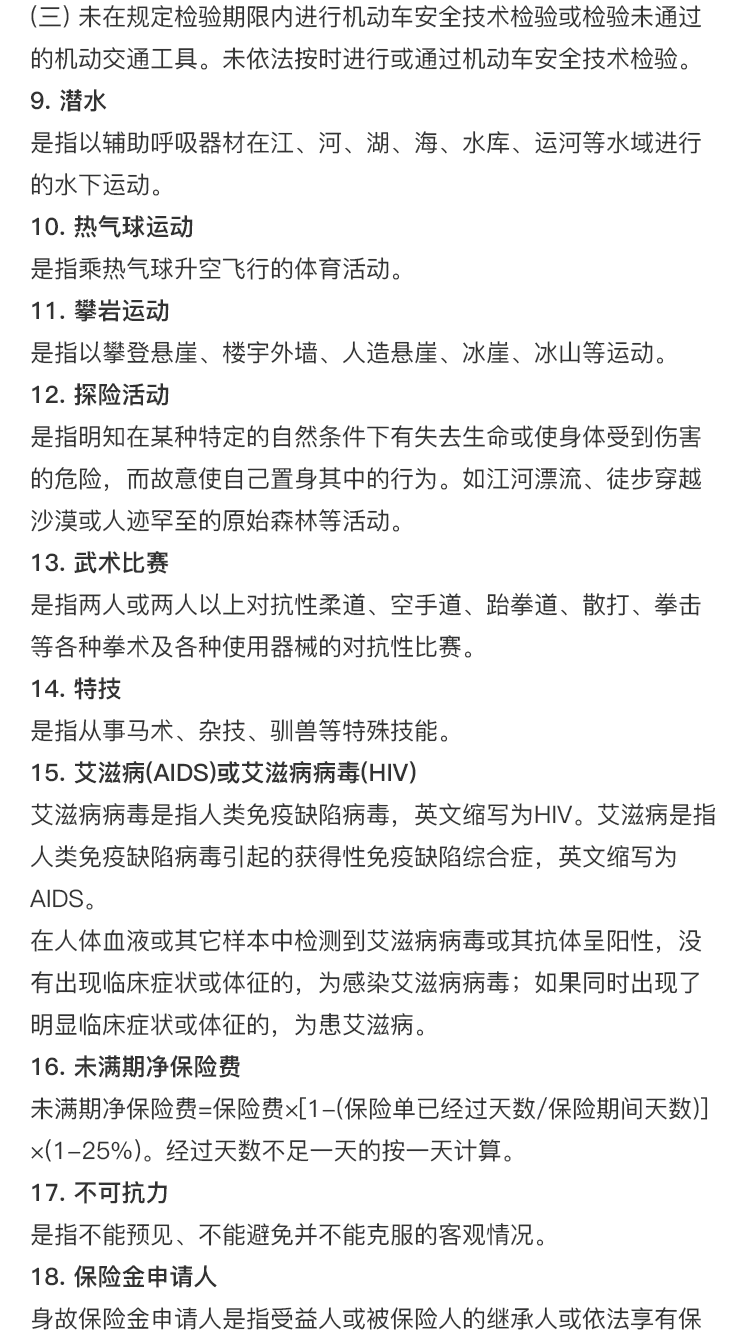 (三) 未在规定检验期限内进行机动车安全技术检验或检验未通过
的机动交通工具。未依法按时进行或通过机动车安全技术检验。
9. 潜水
是指以辅助呼吸器材在江、河、湖、海、水库、运河等水域进行
的水下运动。
10. 热气球运动
是指乘热气球升空飞行的体育活动。
11. 攀岩运动
是指以攀登悬崖、楼宇外墙、人造悬崖、冰崖、冰山等运动。
12. 探险活动
是指明知在某种特定的自然条件下有失去生命或使身体受到伤害
的危险，而故意使自己置身其中的行为。如江河漂流、徒步穿越
沙漠或人迹罕至的原始森林等活动。
13. 武术比赛
是指两人或两人以上对抗性柔道、空手道、跆拳道、散打、拳击
等各种拳术及各种使用器械的对抗性比赛。
14. 特技
是指从事马术、杂技、驯兽等特殊技能。
15. 艾滋病(AIDS)或艾滋病病毒(HIV)
艾滋病病毒是指人类免疫缺陷病毒，英文缩写为HIV。艾滋病是指
人类免疫缺陷病毒引起的获得性免疫缺陷综合症，英文缩写为
AIDS。
在人体血液或其它样本中检测到艾滋病病毒或其抗体呈阳性，没
有出现临床症状或体征的，为感染艾滋病病毒；如果同时出现了
明显临床症状或体征的，为患艾滋病。
16. 未满期净保险费
未满期净保险费=保险费×[1-(保险单已经过天数/保险期间天数)]
×(1-25%)。经过天数不足一天的按一天计算。
17. 不可抗力
是指不能预见、不能避免并不能克服的客观情况。
18. 保险金申请人
身故保险金申请人是指受益人或被保险人的继承人或依法享有保